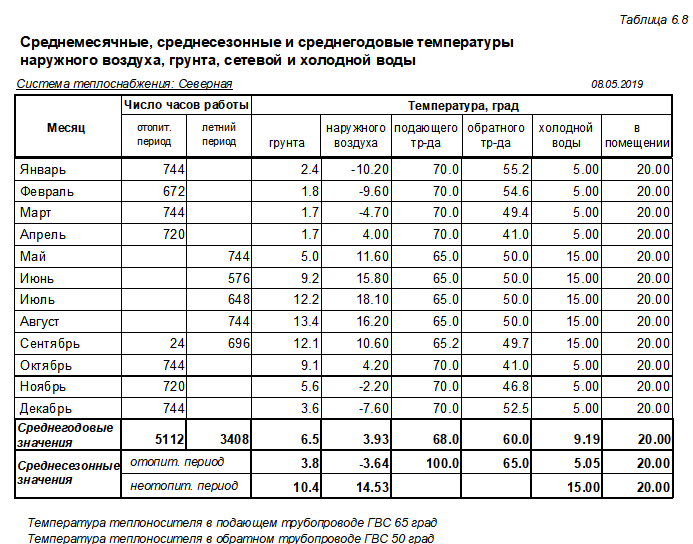 Таблица 6.8
Среднемесячные, среднесезонные и среднегодовые температуры
наружного воздуха, грунта, сетевой и холодной воды
Система теплоснабжения: Северная 08.05.2019
Месяц Число часов работы Температура, град
отопит. период летний период грунта наружного воздуха подающего тр-да обратного тр-да холодной воды в помещении
Январь 744 2.4 -10.20 70.0 55.2 5.00 20.00
Февраль 672 1.8 -9.60 70.0 54.6 5.00 20.00
Март 744 1.7 -4.70 70.0 49.4 5.00 20.00
Апрель 720 1.7 4.00 70.0 41.0 5.00 20.00
Май 744 5.0 11.60 65.0 50.0 15.00 20.00
Июнь 576 9.2 15.80 65.0 50.0 15.00 20.00
Июль 648 12.2 18.10 65.0 50.0 15.00 20.00
Август 744 13.4 16.20 65.0 50.0 15.00 20.00
Сентябрь 24 696 12.1 10.60 65.2 49.7 15.00 20.00
Октябрь 744 9.1 4.20 70.0 41.0 5.00 20.00
Ноябрь 720 5.6 -2.20 70.0 46.8 5.00 20.00
Декабрь 744 3.6 -7.60 70.0 52.5 5.00 20.00
Среднегодовые значения 5112 3408 6.5 3.93 68.0 60.0 9.19 20.00
Среднесезонные значения
отопит. период 3.8 -3.64 100.0 65.0 5.05 20.00
неотопит. период 10.4 14.53 15.00 20.00
Температура теплоносителя в подающем трубопроводе ГВС 65 град
Температура теплоносителя в обратном трубопроводе ГВС 50 град